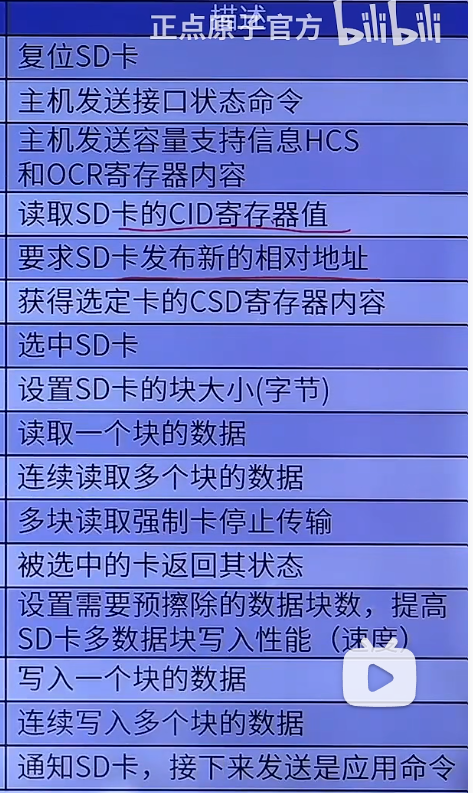 描述
正点原子官方 bilibili
复位SD卡
主机发送接口状态命令
主机发送容量支持信息HCS
和OCR寄存器内容
读取SD卡的CID寄存器值
要求SD卡发布新的相对地址
获得选定卡的CSD寄存器内容
选中SD卡
设置SD卡的块大小(字节)
读取一个块的数据
连续读取多个块的数据
多块读取强制卡停止传输
被选中的卡返回其状态
设置需要预擦除的数据块数，提高
SD卡多数据块写入性能（速度）
写入一个块的数据
连续写入多个块的数据
通知SD卡，接下来发送是应用命令